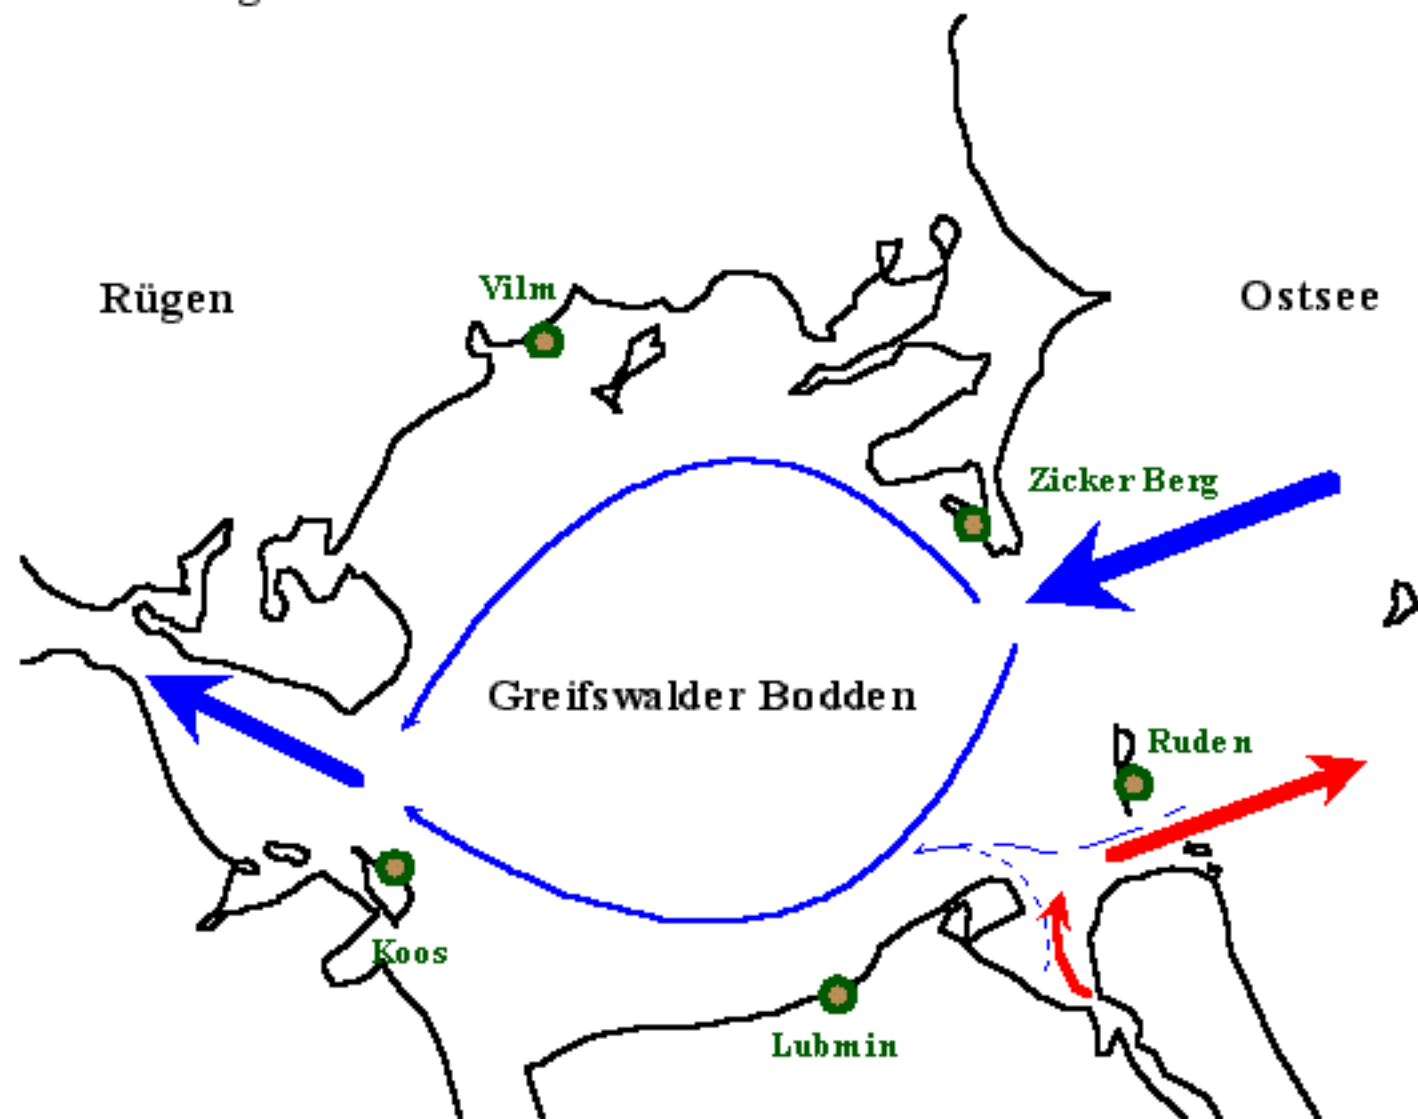 Vilm
Rügen
Ostsee
Zicker Berg
Greifswalder Bodden
Ruden
Koos
Lubmin